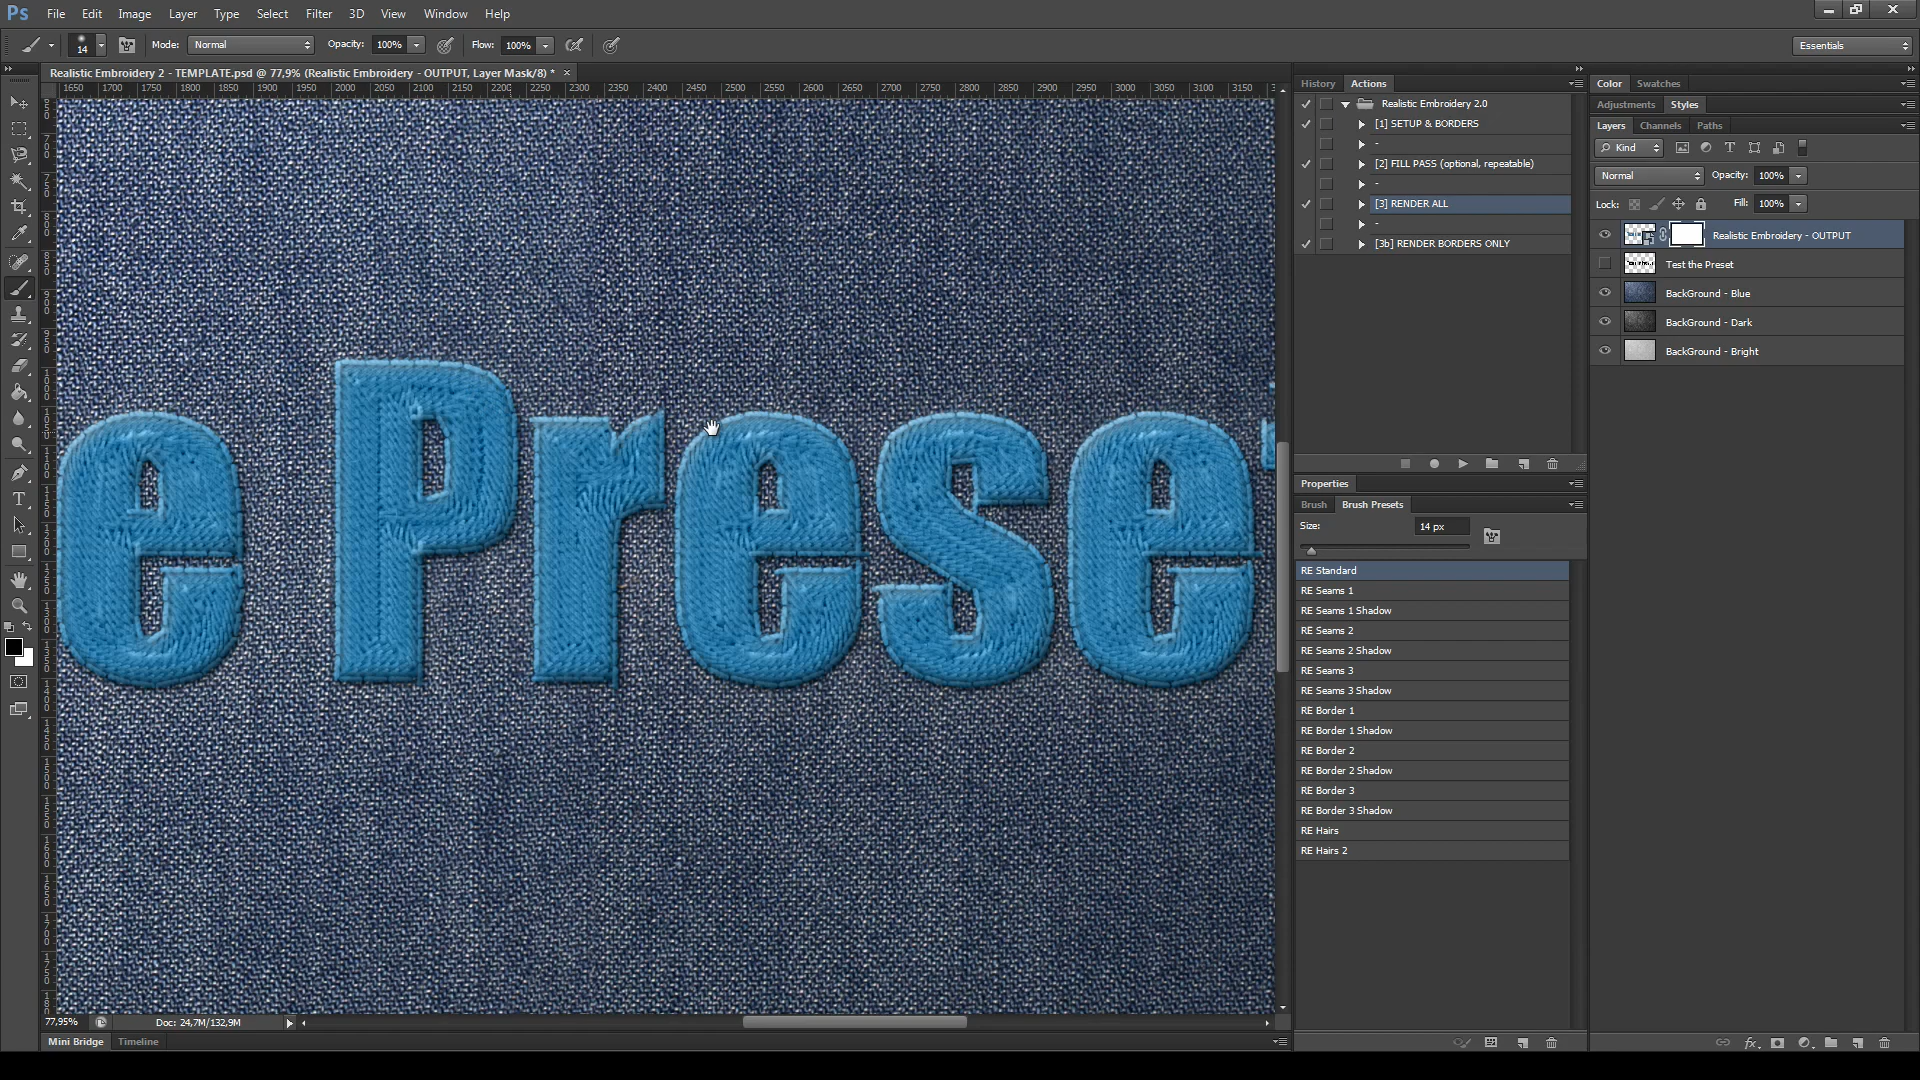 Ps File Edit Image Layer Type Select Filter 3D View Window Help
14 Mode: Normal Opacity: 100% Flow: 100% Essentials
Realistic Embroidery 2 - TEMPLATE.psd @ 77,9% (Realistic Embroidery - OUTPUT, Layer Mask/8) * ×
1650 1700 1750 1800 1850 1900 1950 2000 2050 2100 2150 2200 2250 2300 2350 2400 2450 2500 2550 2600 2650 2700 2750 2800 2850 2900 2950 3000 3050 3100 3150
e Prese
77,95% Doc: 24,7M/132,9M
Mini Bridge Timeline
History Actions
Realistic Embroidery 2.0
[1] SETUP & BORDERS
-
[2] FILL PASS (optional, repeatable)
-
[3] RENDER ALL
-
[3b] RENDER BORDERS ONLY
Properties
Brush Brush Presets
Size: 14 px
RE Standard
RE Seams 1
RE Seams 1 Shadow
RE Seams 2
RE Seams 2 Shadow
RE Seams 3
RE Seams 3 Shadow
RE Border 1
RE Border 1 Shadow
RE Border 2
RE Border 2 Shadow
RE Border 3
RE Border 3 Shadow
RE Hairs
RE Hairs 2
Color Swatches
Adjustments Styles
Layers Channels Paths
Kind
Normal Opacity: 100%
Lock: Fill: 100%
Realistic Embroidery - OUTPUT
Test the Preset
BackGround - Blue
BackGround - Dark
BackGround - Bright
fx